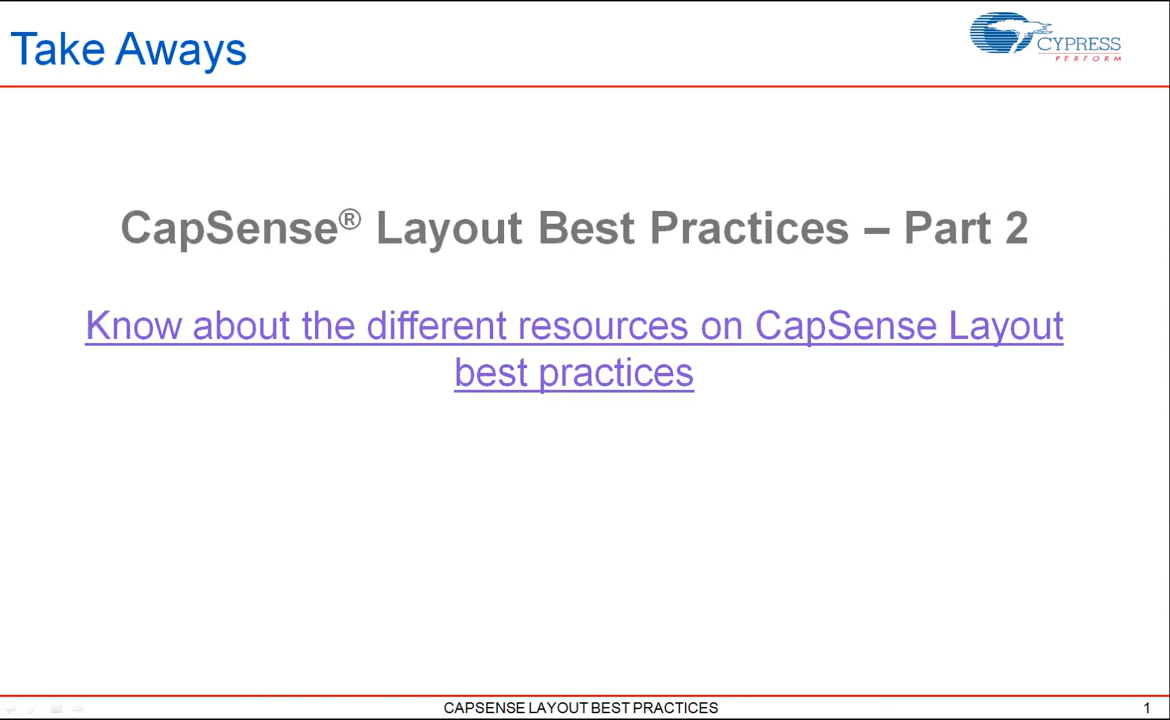 Take Aways
CYPRESS
PERFORM
CapSense® Layout Best Practices – Part 2
Know about the different resources on CapSense Layout
best practices
CAPSENSE LAYOUT BEST PRACTICES
1